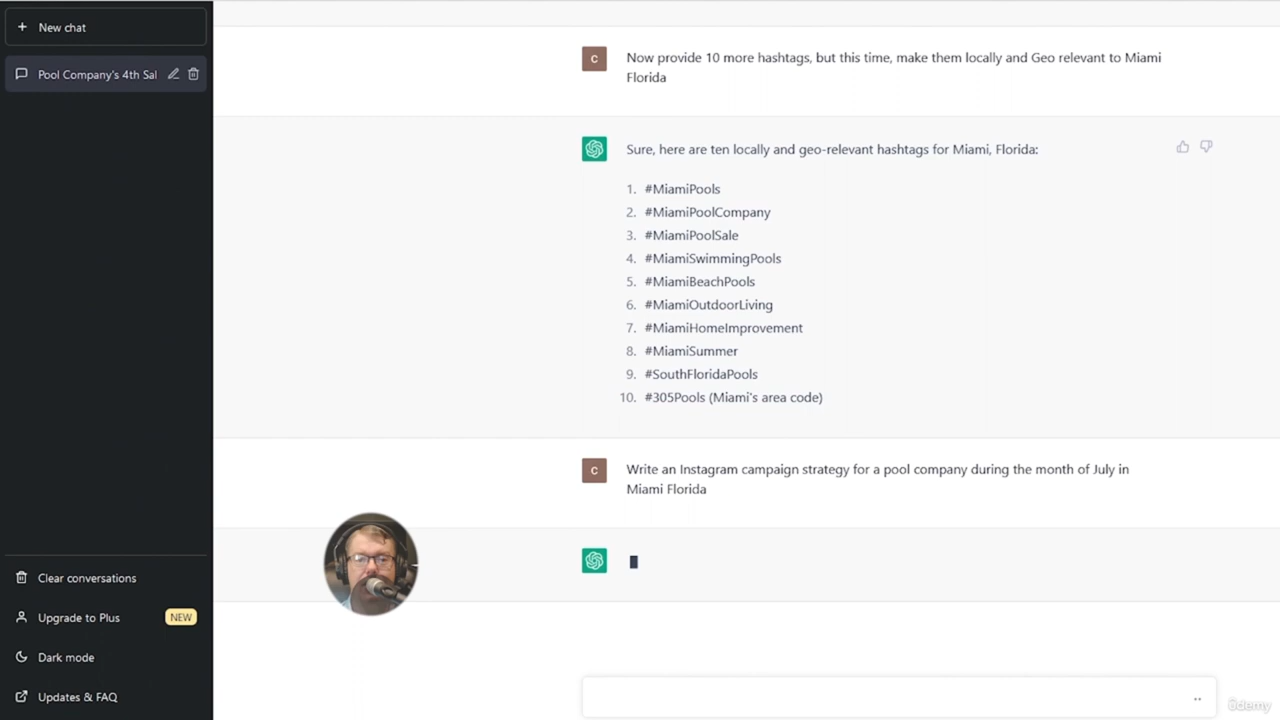 New chat
Pool Company's 4th Sal
Now provide 10 more hashtags, but this time, make them locally and Geo relevant to Miami
Florida
Sure, here are ten locally and geo-relevant hashtags for Miami, Florida:
1. #MiamiPools
2. #MiamiPoolCompany
3. #MiamiPoolSale
4. #MiamiSwimmingPools
5. #MiamiBeachPools
6. #MiamiOutdoorLiving
7. #MiamiHomeImprovement
8. #MiamiSummer
9. #SouthFloridaPools
10. #305Pools (Miami's area code)
C
C
Write an Instagram campaign strategy for a pool company during the month of July in
Miami Florida
Clear conversations
Upgrade to Plus NEW
Dark mode
Updates & FAQ
ûdemy